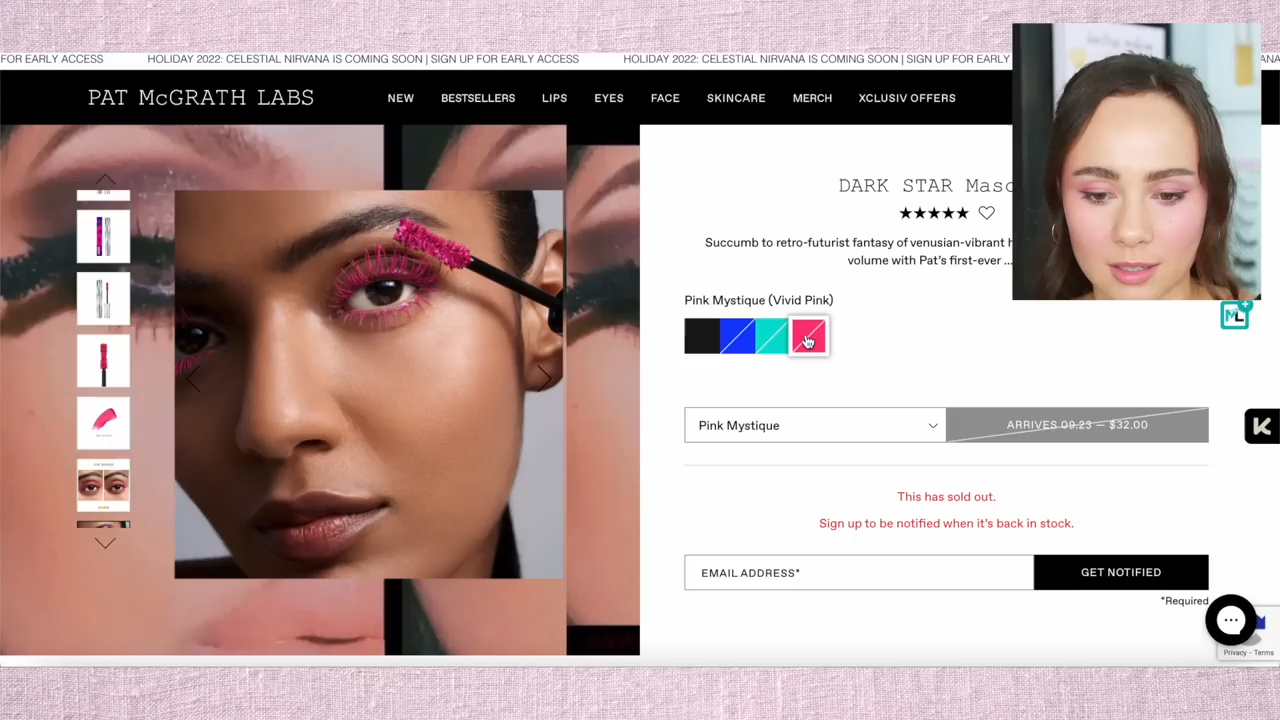 FOR EARLY ACCESS HOLIDAY 2022: CELESTIAL NIRVANA IS COMING SOON | SIGN UP FOR EARLY ACCESS HOLIDAY 2022: CELESTIAL NIRVANA IS COMING SOON | SIGN UP FOR EARLY
PAT McGRATH LABS
NEW BESTSELLERS LIPS EYES FACE SKINCARE MERCH XCLUSIV OFFERS
DARK STAR Masc
Succumb to retro-futurist fantasy of venusian-vibrant h
volume with Pat's first-ever ...
Pink Mystique (Vivid Pink)
Pink Mystique
ARRIVES 09.23 — $32.00
This has sold out.
Sign up to be notified when it's back in stock.
EMAIL ADDRESS*
GET NOTIFIED
*Required
Privacy - Terms
ML
K